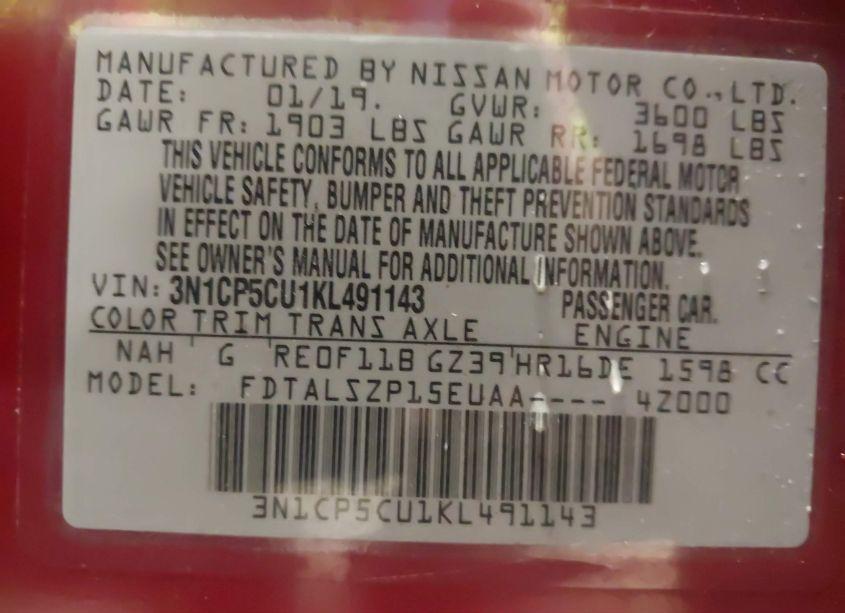 MANUFACTURED BY NISSAN MOTOR CO.,LTD.
DATE: 01/19. GVWR: 3600 LBS
GAWR FR: 1903 LBS GAWR RR: 1698 LBS
THIS VEHICLE CONFORMS TO ALL APPLICABLE FEDERAL MOTOR
VEHICLE SAFETY, BUMPER AND THEFT PREVENTION STANDARDS
IN EFFECT ON THE DATE OF MANUFACTURE SHOWN ABOVE.
SEE OWNER'S MANUAL FOR ADDITIONAL INFORMATION.
VIN: 3N1CP5CU1KL491143 PASSENGER CAR.
COLOR TRIM TRANS AXLE ENGINE
NAH G RE0F11B GZ39 HR16DE 1598 CC
MODEL: FDTALSZP15EUAA---- 4Z000
3N1CP5CU1KL491143